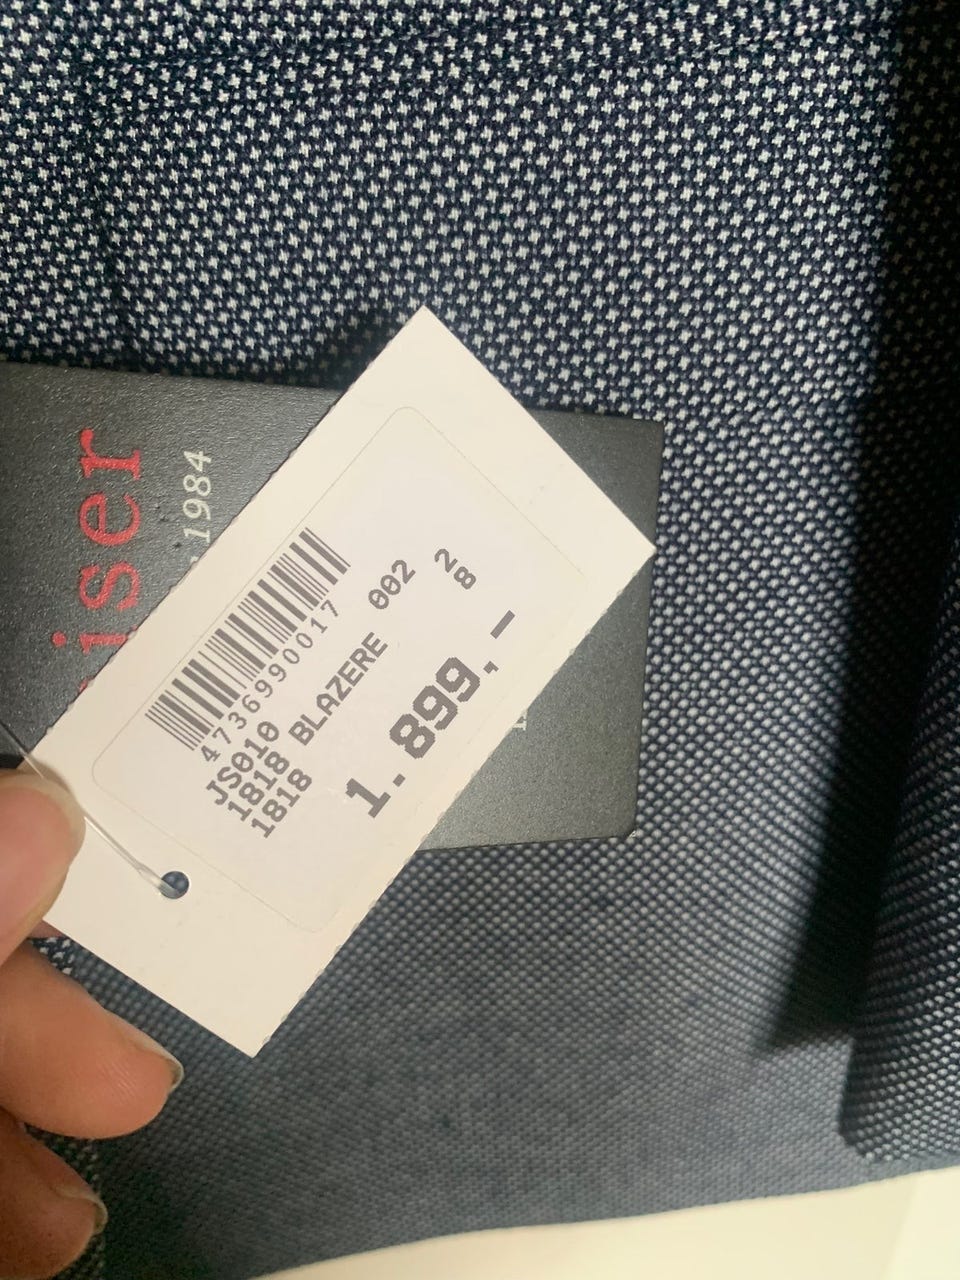 iser
.1984
4736990017
JS010
1818 BLAZERE 002 2
1818 8
1.899.-